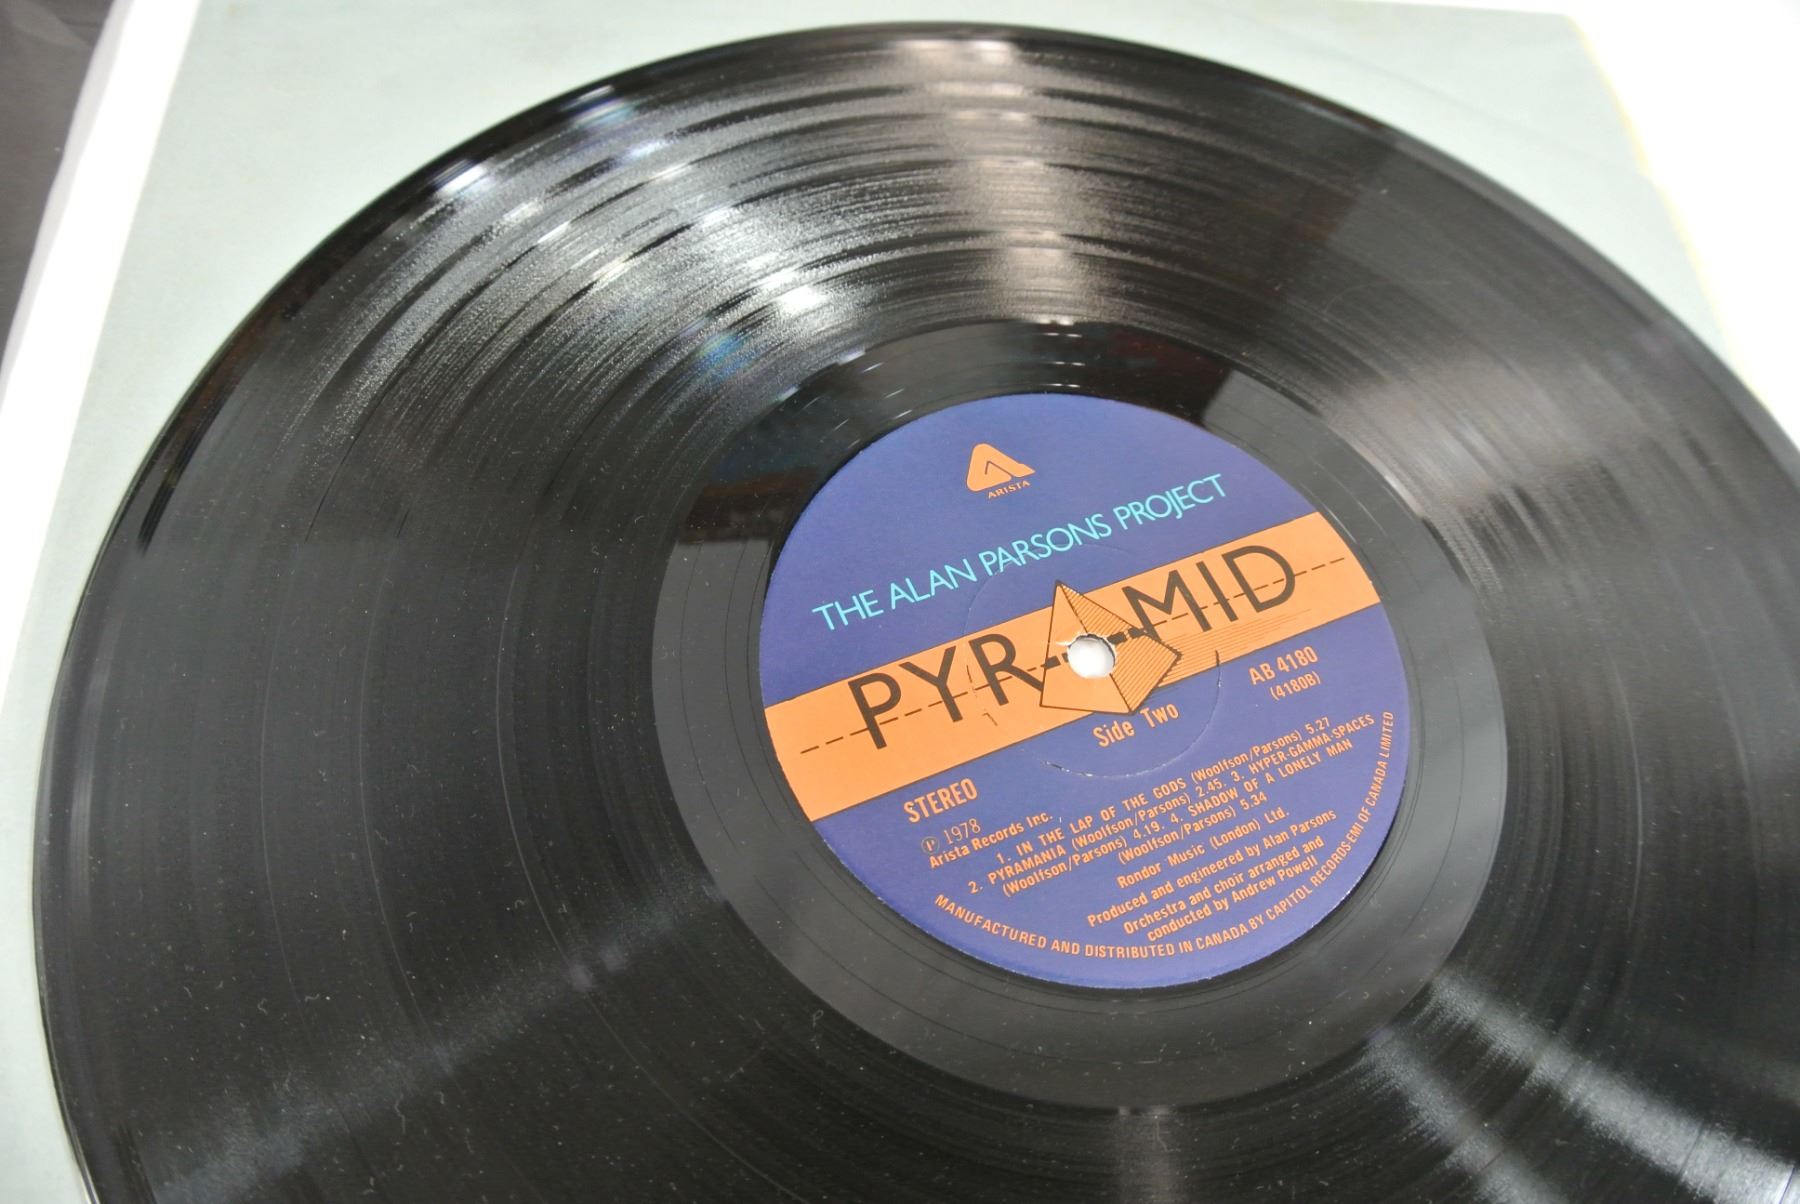 ARISTA
THE ALAN PARSONS PROJECT
PYRAMID
AB 4180
(4180B)
Side Two
STEREO
Ⓟ 1978
Arista Records Inc.
1. IN THE LAP OF THE GODS (Woolfson/Parsons) 5.27
2. PYRAMANIA (Woolfson/Parsons) 2.45. 3. HYPER-GAMMA-SPACES
(Woolfson/Parsons) 4.19. 4. SHADOW OF A LONELY MAN
(Woolfson/Parsons) 5.34
Rondor Music (London) Ltd.
Produced and engineered by Alan Parsons
Orchestra and choir arranged and
conducted by Andrew Powell
MANUFACTURED AND DISTRIBUTED IN CANADA BY CAPITOL RECORDS-EMI OF CANADA LIMITED